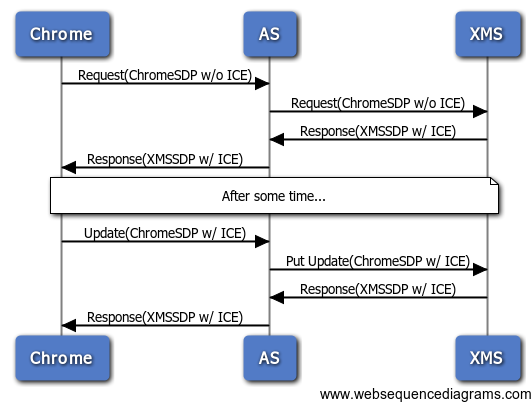 Chrome AS XMS
Request(ChromeSDP w/o ICE)
Request(ChromeSDP w/o ICE)
Response(XMSSDP w/ ICE)
Response(XMSSDP w/ ICE)
After some time...
Update(ChromeSDP w/ ICE)
Put Update(ChromeSDP w/ ICE)
Response(XMSSDP w/ ICE)
Response(XMSSDP w/ ICE)
Chrome AS XMS
www.websequencediagrams.com